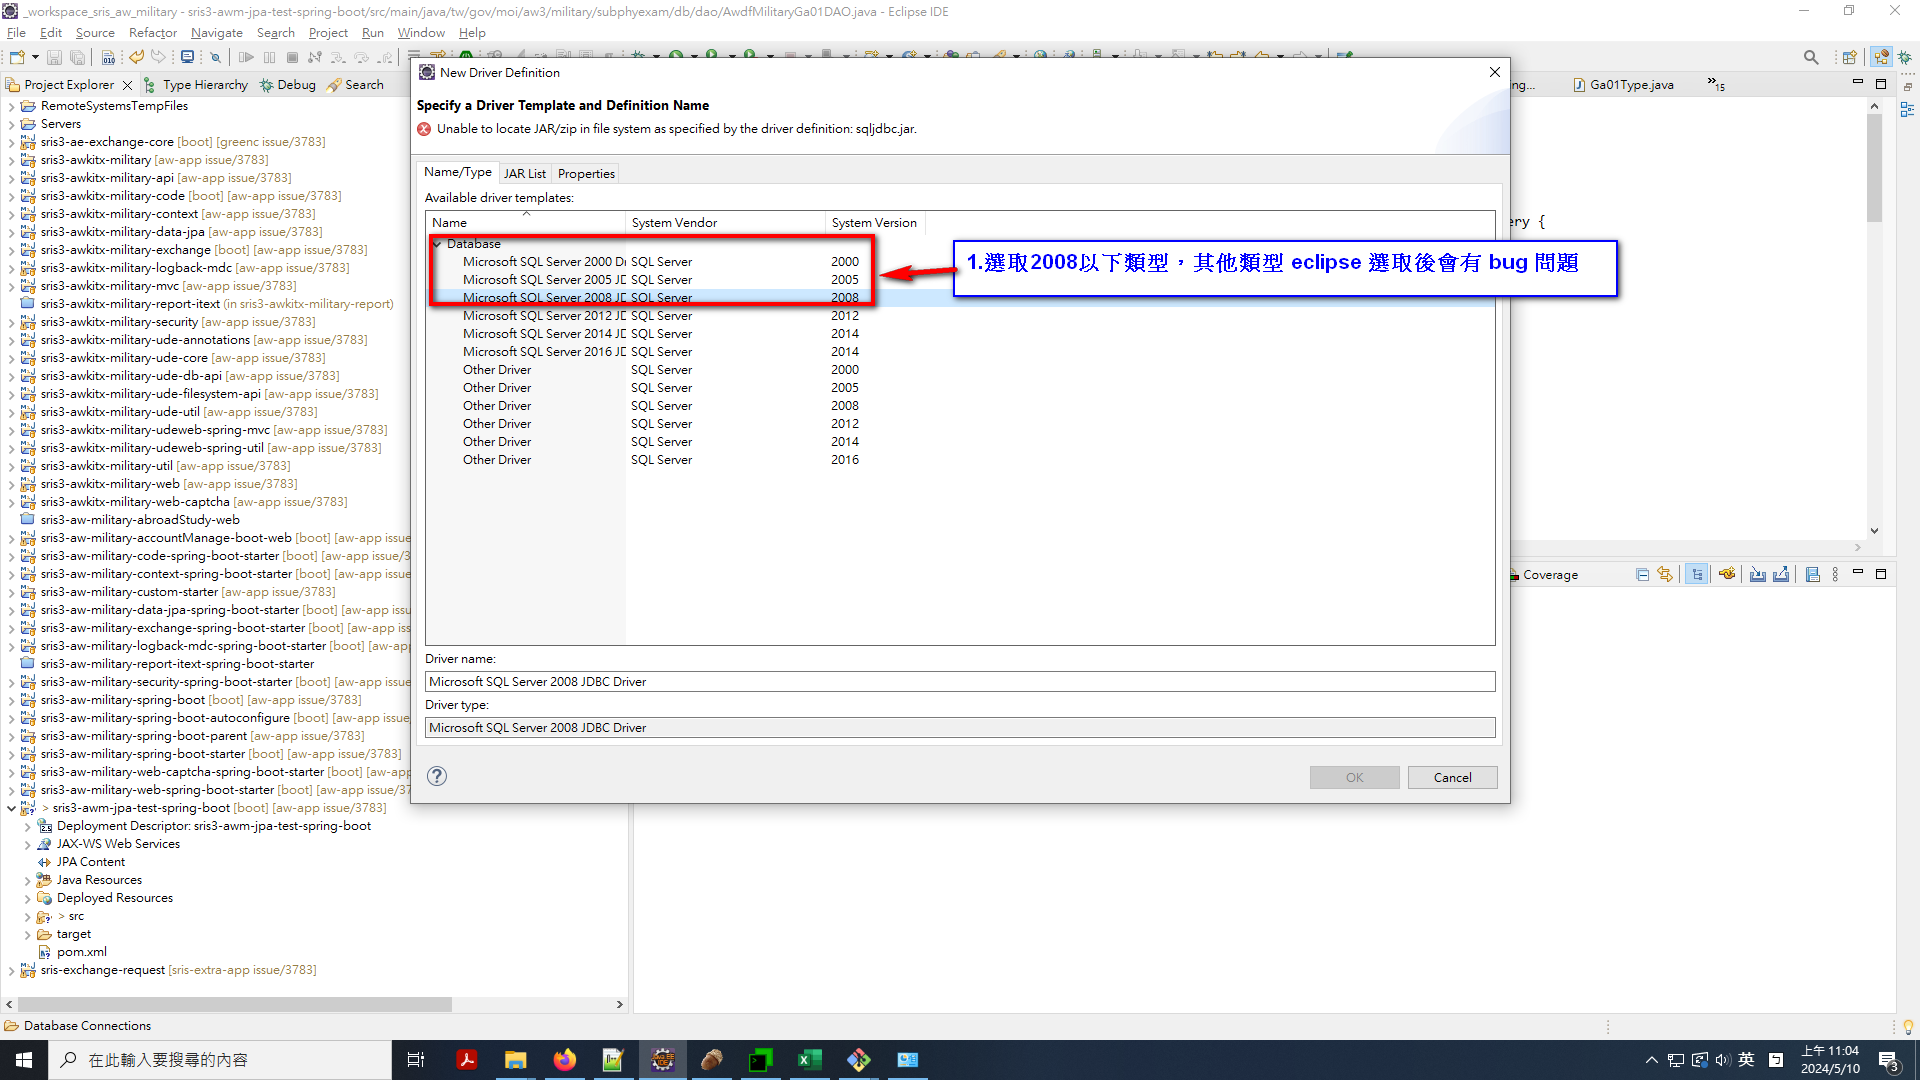 _workspace_sris_aw_military - sris3-awm-jpa-test-spring-boot/src/main/java/tw/gov/moi/aw3/military/subphyexam/db/dao/AwdfMilitaryGa01DAO.java - Eclipse IDE
File Edit Source Refactor Navigate Search Project Run Window Help
Project Explorer Type Hierarchy Debug Search
ng... Ga01Type.java »15
RemoteSystemsTempFiles
Servers
sris3-ae-exchange-core [boot] [greenc issue/3783]
sris3-awkitx-military [aw-app issue/3783]
sris3-awkitx-military-api [aw-app issue/3783]
sris3-awkitx-military-code [boot] [aw-app issue/3783]
sris3-awkitx-military-context [aw-app issue/3783]
sris3-awkitx-military-data-jpa [aw-app issue/3783]
sris3-awkitx-military-exchange [boot] [aw-app issue/3783]
sris3-awkitx-military-logback-mdc [aw-app issue/3783]
sris3-awkitx-military-mvc [aw-app issue/3783]
sris3-awkitx-military-report-itext (in sris3-awkitx-military-report)
sris3-awkitx-military-security [aw-app issue/3783]
sris3-awkitx-military-ude-annotations [aw-app issue/3783]
sris3-awkitx-military-ude-core [aw-app issue/3783]
sris3-awkitx-military-ude-db-api [aw-app issue/3783]
sris3-awkitx-military-ude-filesystem-api [aw-app issue/3783]
sris3-awkitx-military-ude-util [aw-app issue/3783]
sris3-awkitx-military-udeweb-spring-mvc [aw-app issue/3783]
sris3-awkitx-military-udeweb-spring-util [aw-app issue/3783]
sris3-awkitx-military-util [aw-app issue/3783]
sris3-awkitx-military-web [aw-app issue/3783]
sris3-awkitx-military-web-captcha [aw-app issue/3783]
sris3-aw-military-abroadStudy-web
sris3-aw-military-accountManage-boot-web [boot] [aw-app issue
sris3-aw-military-code-spring-boot-starter [boot] [aw-app issue/3
sris3-aw-military-context-spring-boot-starter [boot] [aw-app issue
sris3-aw-military-custom-starter [aw-app issue/3783]
sris3-aw-military-data-jpa-spring-boot-starter [boot] [aw-app issu
sris3-aw-military-exchange-spring-boot-starter [boot] [aw-app iss
sris3-aw-military-logback-mdc-spring-boot-starter [boot] [aw-app
sris3-aw-military-report-itext-spring-boot-starter
sris3-aw-military-security-spring-boot-starter [boot] [aw-app issue
sris3-aw-military-spring-boot [boot] [aw-app issue/3783]
sris3-aw-military-spring-boot-autoconfigure [boot] [aw-app issue
sris3-aw-military-spring-boot-parent [aw-app issue/3783]
sris3-aw-military-spring-boot-starter [boot] [aw-app issue/3783]
sris3-aw-military-web-captcha-spring-boot-starter [boot] [aw-app
sris3-aw-military-web-spring-boot-starter [boot] [aw-app issue/37
> sris3-awm-jpa-test-spring-boot [boot] [aw-app issue/3783]
Deployment Descriptor: sris3-awm-jpa-test-spring-boot
JAX-WS Web Services
JPA Content
Java Resources
Deployed Resources
> src
target
pom.xml
sris-exchange-request [sris-extra-app issue/3783]
New Driver Definition
Specify a Driver Template and Definition Name
Unable to locate JAR/zip in file system as specified by the driver definition: sqljdbc.jar.
Name/Type JAR List Properties
Available driver templates:
Name System Vendor System Version
Database
Microsoft SQL Server 2000 Dr SQL Server 2000
Microsoft SQL Server 2005 JD SQL Server 2005
Microsoft SQL Server 2008 JD SQL Server 2008
Microsoft SQL Server 2012 JD SQL Server 2012
Microsoft SQL Server 2014 JD SQL Server 2014
Microsoft SQL Server 2016 JD SQL Server 2014
Other Driver SQL Server 2000
Other Driver SQL Server 2005
Other Driver SQL Server 2008
Other Driver SQL Server 2012
Other Driver SQL Server 2014
Other Driver SQL Server 2016
1.選取2008以下類型，其他類型 eclipse 選取後會有 bug 問題
Driver name:
Microsoft SQL Server 2008 JDBC Driver
Driver type:
Microsoft SQL Server 2008 JDBC Driver
OK Cancel
ery {
Coverage
Database Connections
在此輸入要搜尋的內容
英
上午 11:04
2024/5/10
3